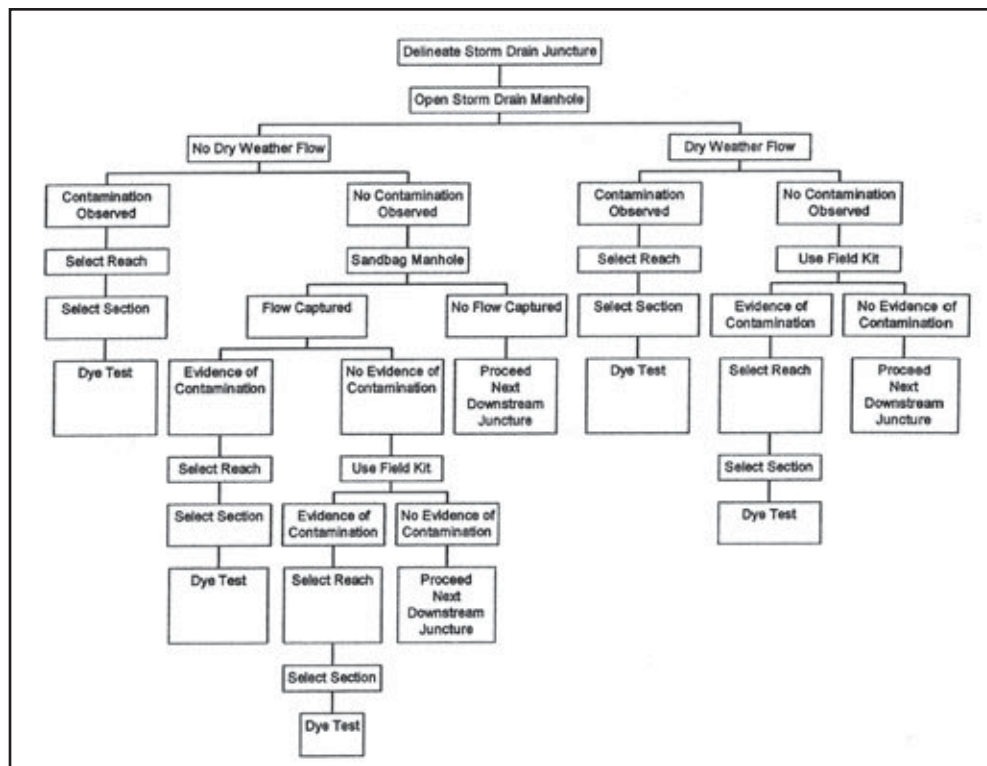 Delineate Storm Drain Juncture
Open Storm Drain Manhole
No Dry Weather Flow
Dry Weather Flow
Contamination
Observed
No Contamination
Observed
Contamination
Observed
No Contamination
Observed
Select Reach
Sandbag Manhole
Select Reach
Use Field Kit
Select Section
Flow Captured
No Flow Captured
Select Section
Evidence of
Contamination
No Evidence of
Contamination
Dye Test
Evidence of
Contamination
No Evidence of
Contamination
Proceed
Next
Downstream
Juncture
Dye Test
Select Reach
Proceed
Next
Downstream
Juncture
Select Reach
Use Field Kit
Select Section
Select Section
Evidence of
Contamination
No Evidence of
Contamination
Dye Test
Dye Test
Select Reach
Proceed
Next
Downstream
Juncture
Select Section
Dye Test